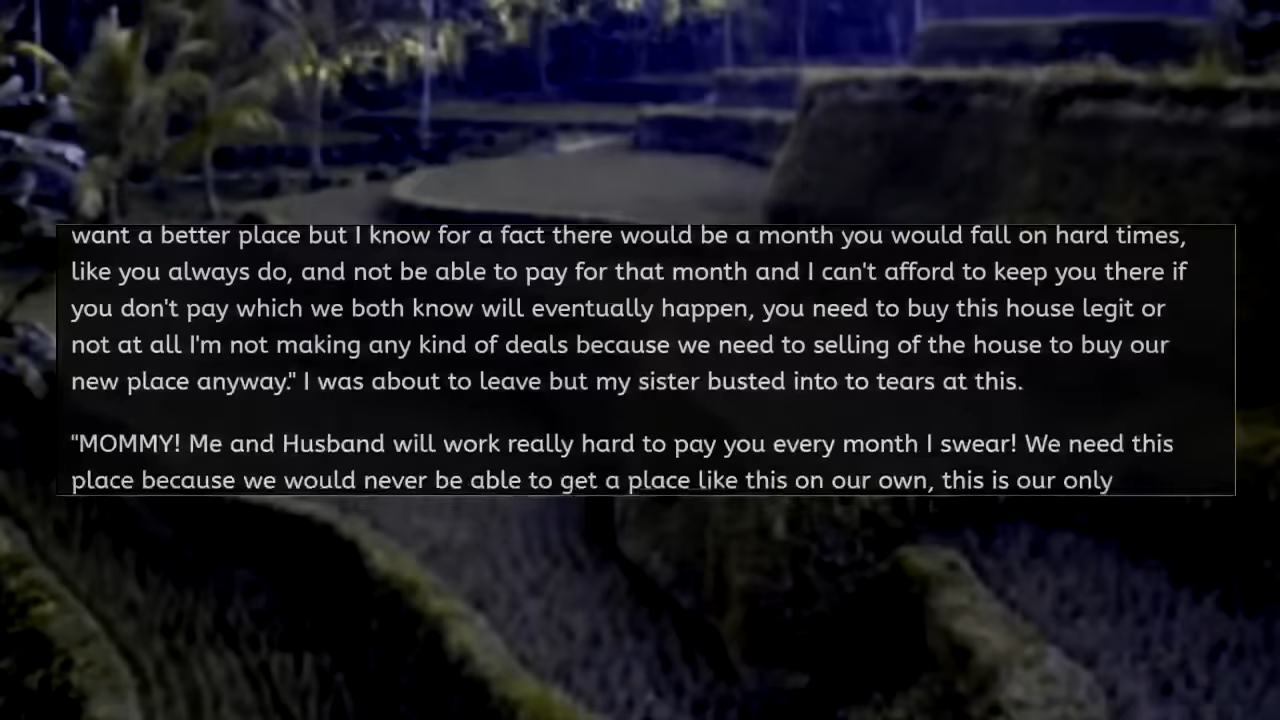 want a better place but I know for a fact there would be a month you would fall on hard times,
like you always do, and not be able to pay for that month and I can't afford to keep you there if
you don't pay which we both know will eventually happen, you need to buy this house legit or
not at all I'm not making any kind of deals because we need to selling of the house to buy our
new place anyway." I was about to leave but my sister busted into to tears at this.
"MOMMY! Me and Husband will work really hard to pay you every month I swear! We need this
place because we would never be able to get a place like this on our own, this is our only